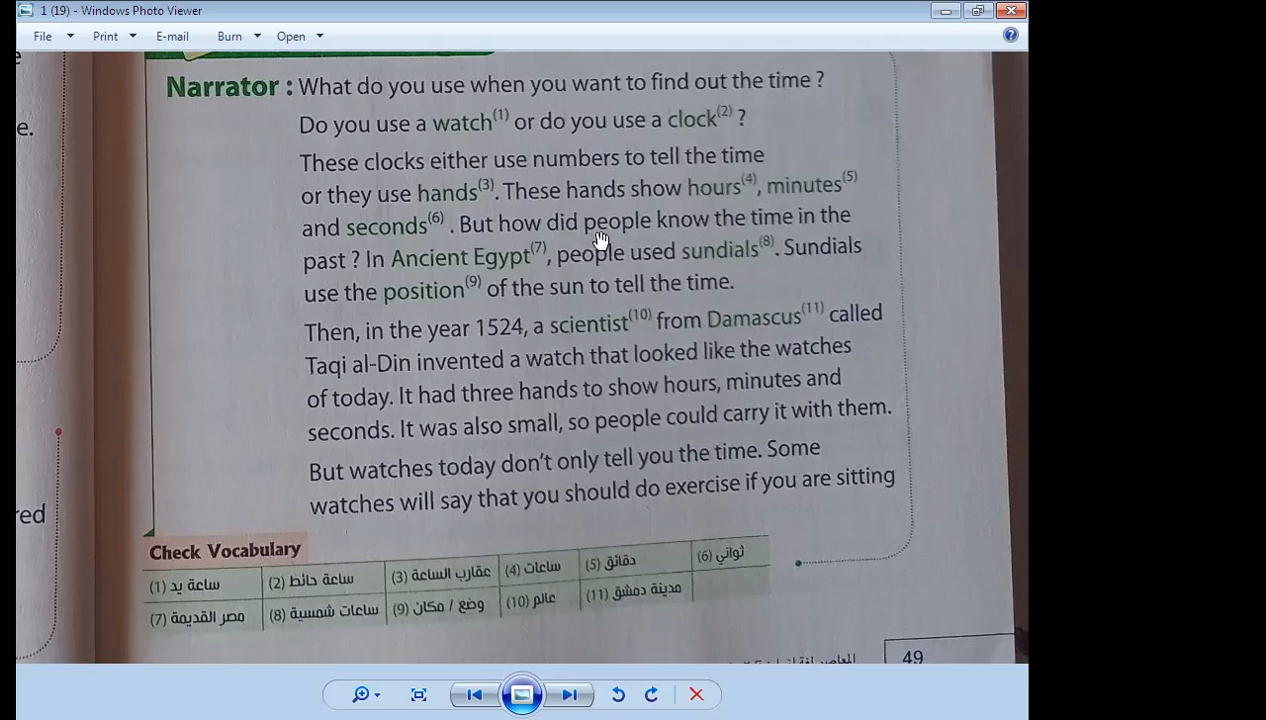 1 (19) - Windows Photo Viewer
File Print E-mail Burn Open
e.
Narrator : What do you use when you want to find out the time ?
Do you use a watch(1) or do you use a clock(2) ?
These clocks either use numbers to tell the time
or they use hands(3). These hands show hours(4), minutes(5)
and seconds(6) . But how did people know the time in the
past ? In Ancient Egypt(7), people used sundials(8). Sundials
use the position(9) of the sun to tell the time.
Then, in the year 1524, a scientist(10) from Damascus(11) called
Taqi al-Din invented a watch that looked like the watches
of today. It had three hands to show hours, minutes and
seconds. It was also small, so people could carry it with them.
But watches today don't only tell you the time. Some
watches will say that you should do exercise if you are sitting
red
Check Vocabulary
(1) ساعة يد (2) ساعة حائط (3) عقارب الساعة (4) ساعات (5) دقائق (6) ثواني
(7) مصر القديمة (8) ساعات شمسية (9) وضع / مكان (10) عالم (11) مدينة دمشق
49